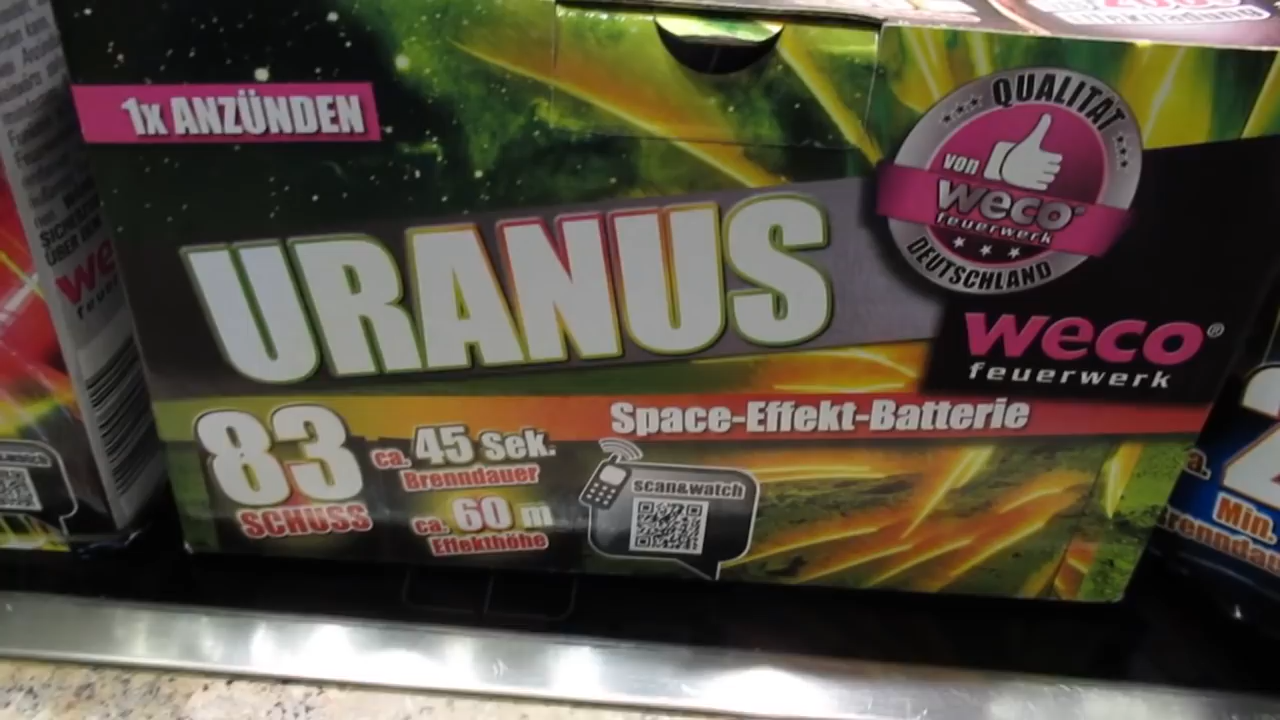 1x ANZÜNDEN
QUALITÄT
von
weco
feuerwerk
DEUTSCHLAND
URANUS
weco®
feuerwerk
Space-Effekt-Batterie
83
SCHUSS
ca. 45 Sek.
Brenndauer
ca. 60 m
Effekthöhe
scan&watch
Min.